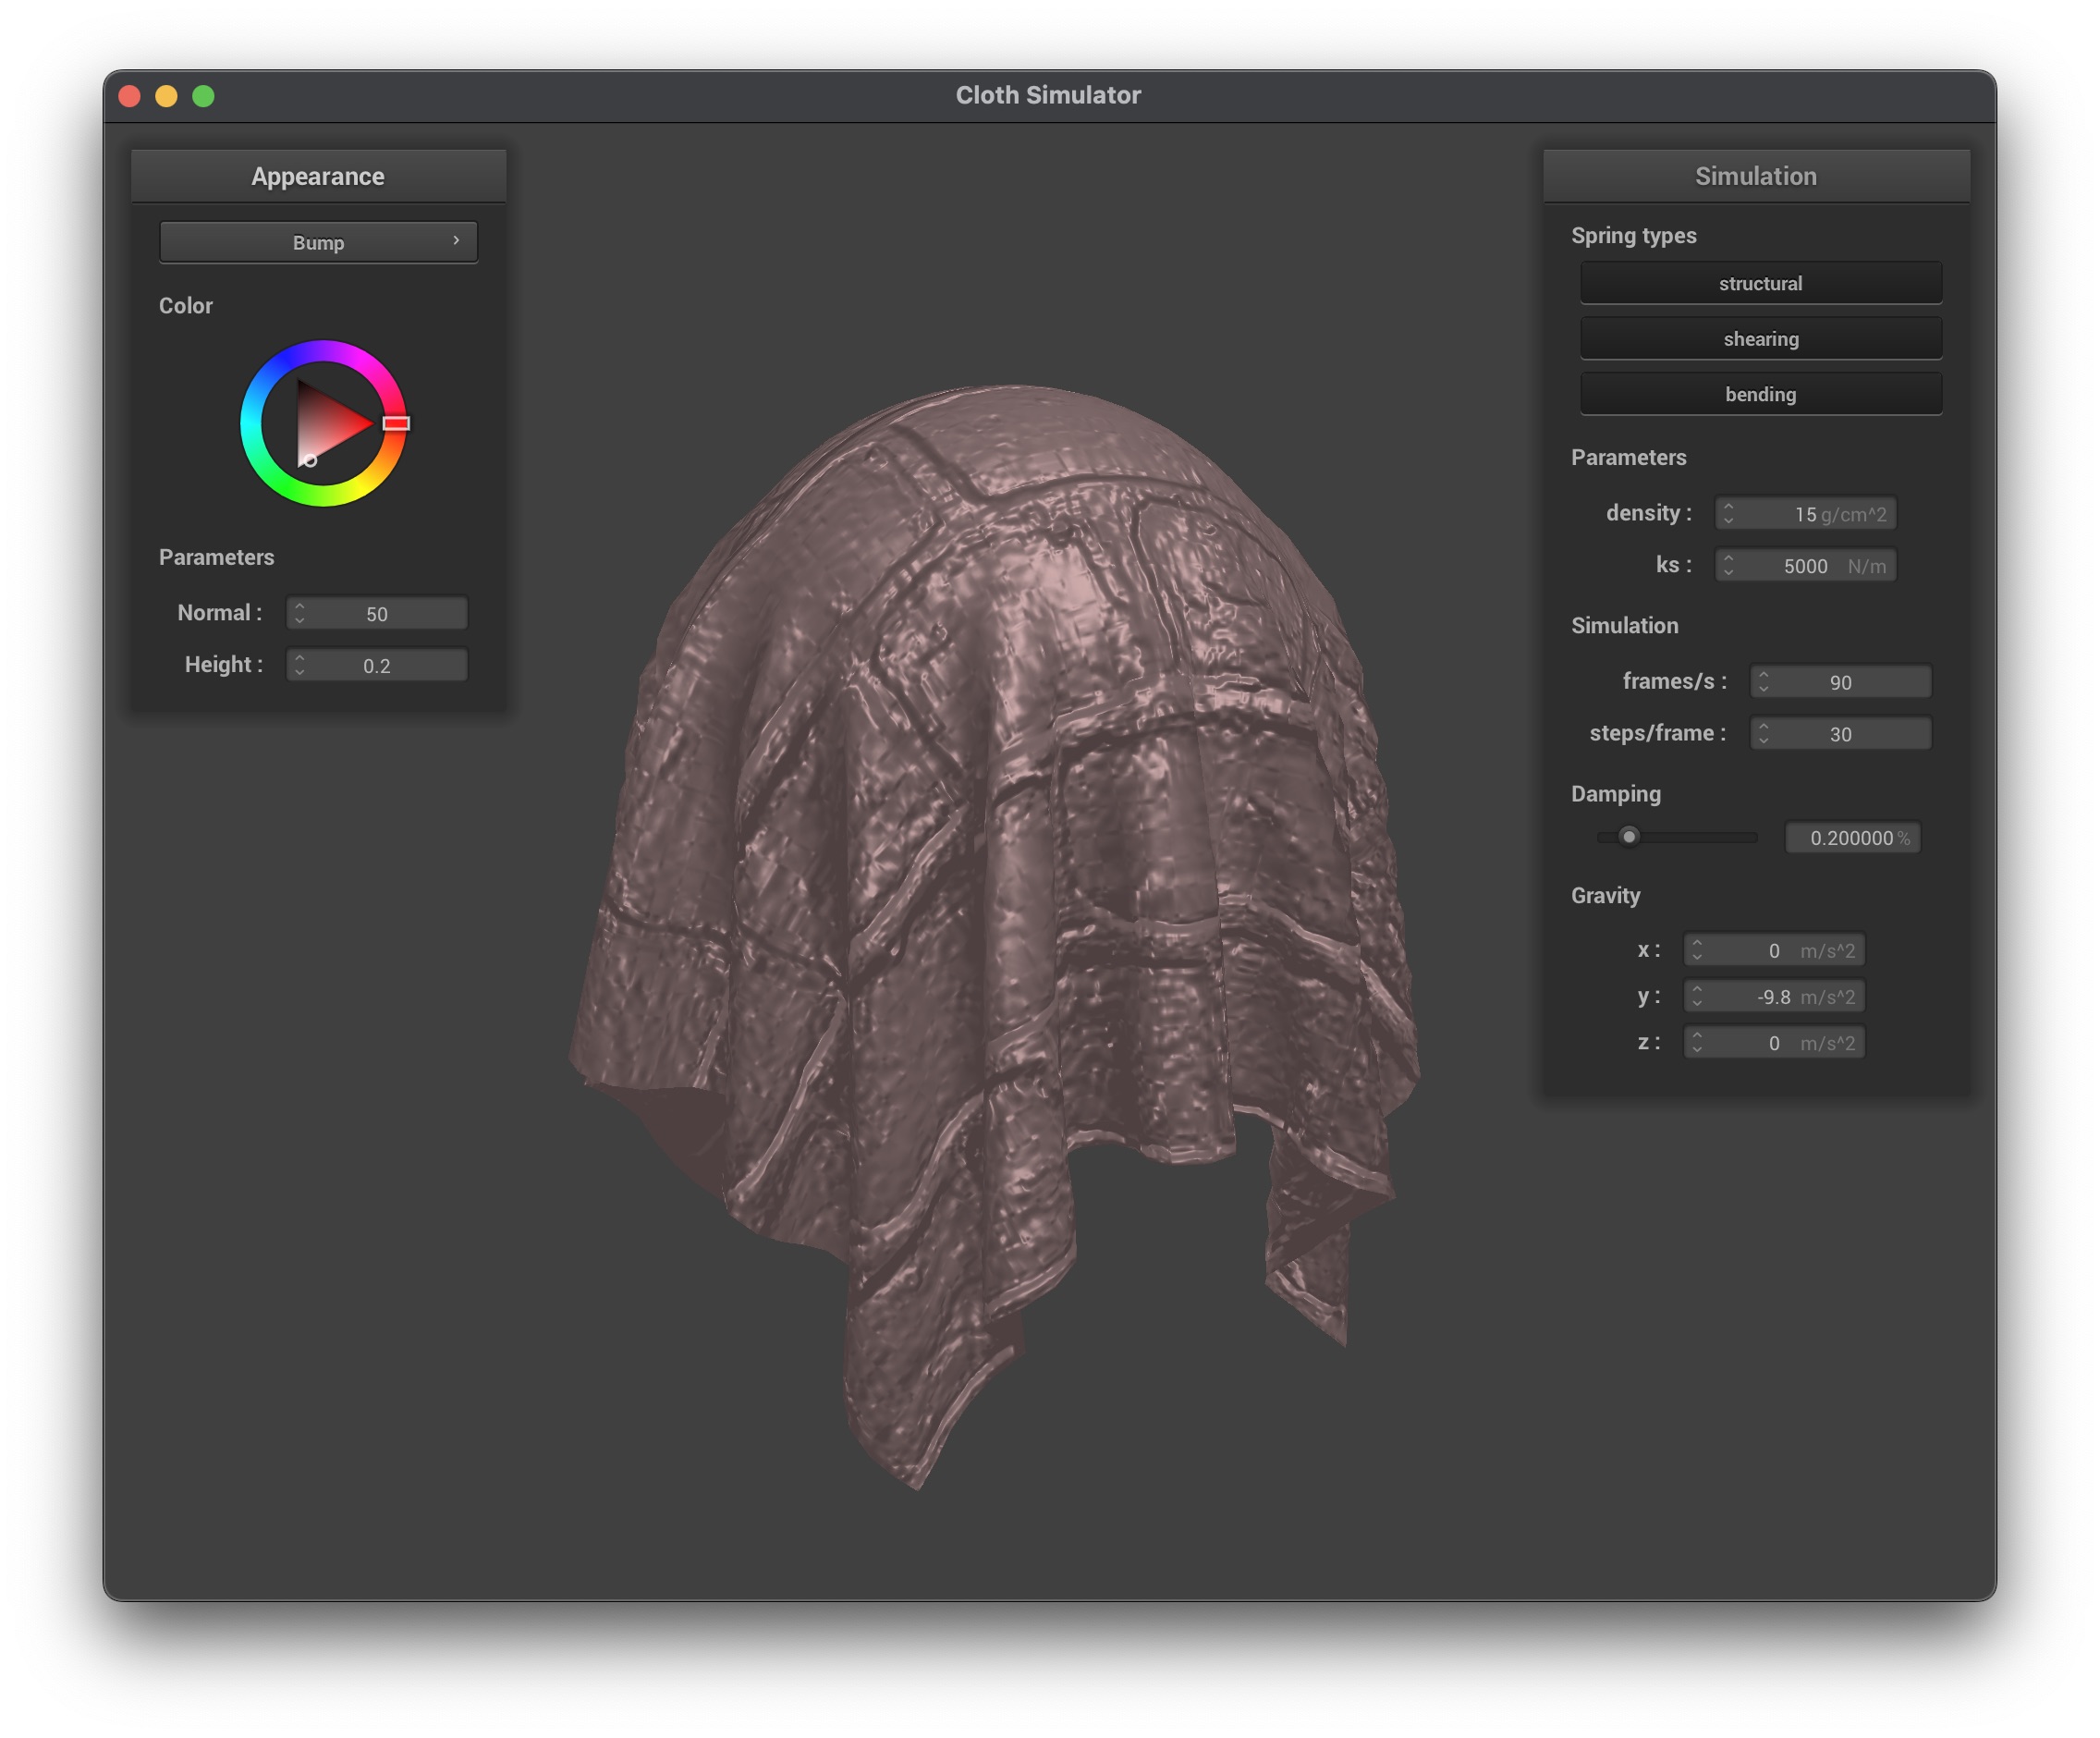 Cloth Simulator
Appearance
Bump
Color
Parameters
Normal : 50
Height : 0.2
Simulation
Spring types
structural
shearing
bending
Parameters
density : 15 g/cm^2
ks : 5000 N/m
Simulation
frames/s : 90
steps/frame : 30
Damping
0.200000 %
Gravity
x : 0 m/s^2
y : -9.8 m/s^2
z : 0 m/s^2